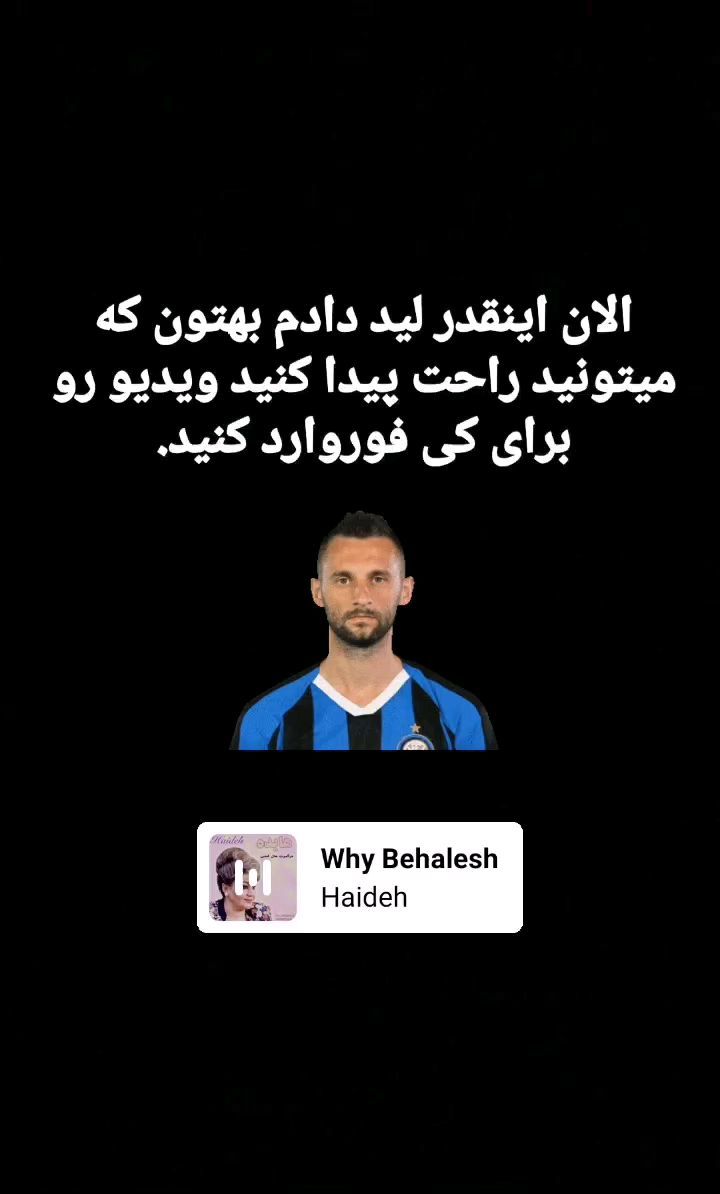 الان اینقدر لید دادم بهتون که
میتونید راحت پیدا کنید ویدیو رو
برای کی فوروارد کنید.
Haideh
هایده
Why Behalesh
Haideh